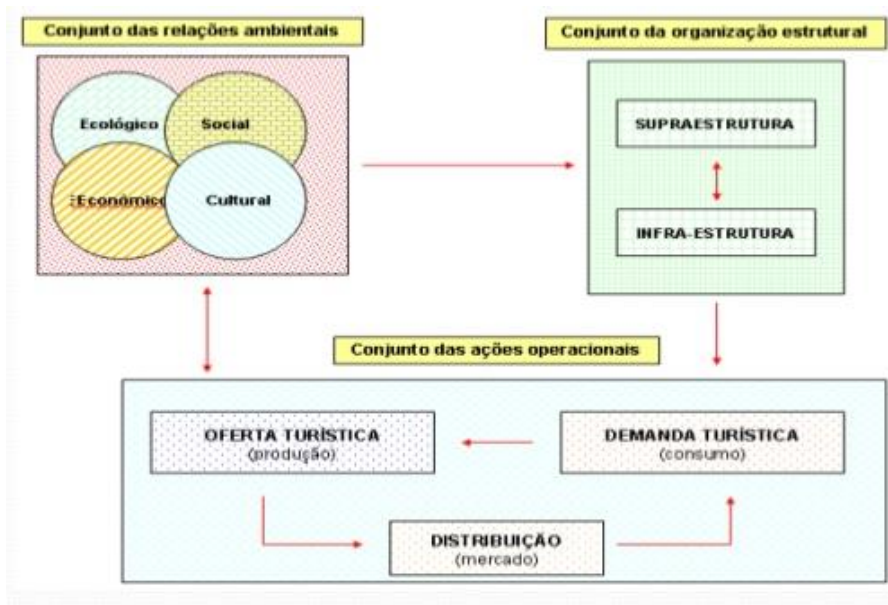 Conjunto das relações ambientais
Conjunto da organização estrutural
Ecológico
Social
Económico
Cultural
SUPRAESTRUTURA
INFRA-ESTRUTURA
Conjunto das ações operacionais
OFERTA TURÍSTICA
(produção)
DEMANDA TURÍSTICA
(consumo)
DISTRIBUIÇÃO
(mercado)